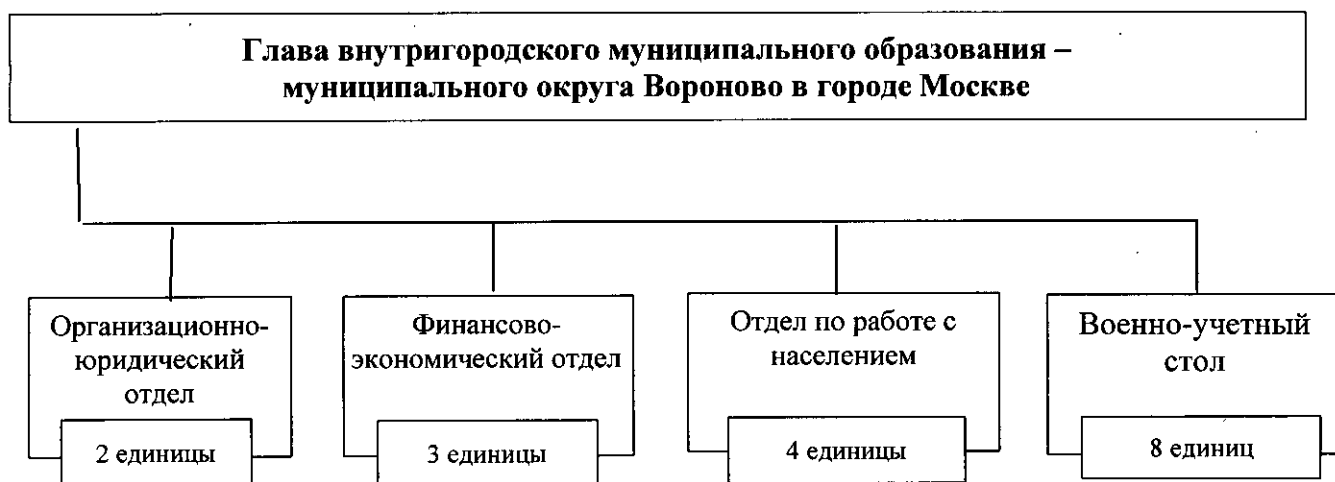 Глава внутригородского муниципального образования –
муниципального округа Вороново в городе Москве
Организационно-
юридический
отдел
2 единицы
Финансово-
экономический отдел
3 единицы
Отдел по работе с
населением
4 единицы
Военно-учетный
стол
8 единиц